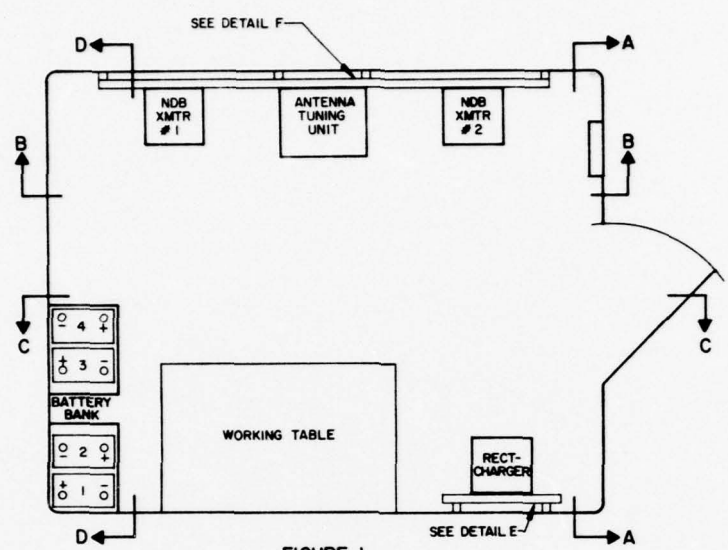 SEE DETAIL F
D
A
NDB
XMTR
# 1
ANTENNA
TUNING
UNIT
NDB
XMTR
# 2
B
B
C
C
- 4 +
+ 3 -
BATTERY
BANK
- 2 +
+ 1 -
WORKING TABLE
RECT-
CHARGER
D
SEE DETAIL E
A